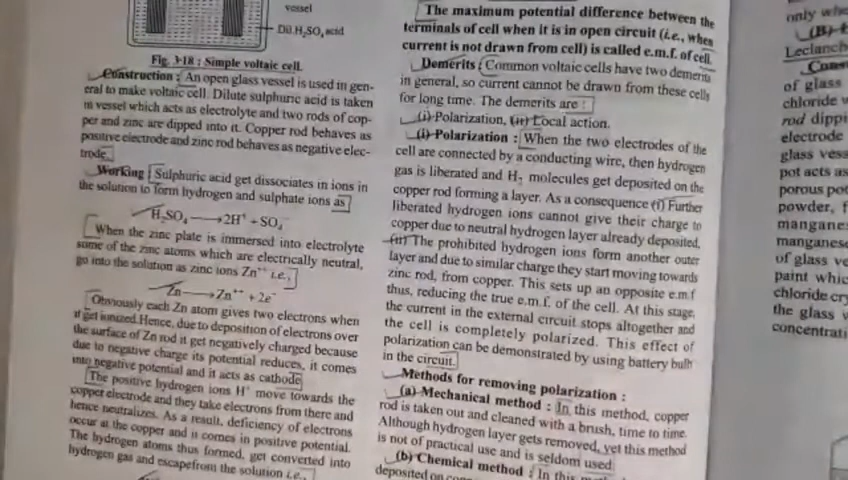 vessel
Dil.H₂SO₄ acid
Fig. 3·18 : Simple voltaic cell.
Construction : An open glass vessel is used in gen-
eral to make voltaic cell. Dilute sulphuric acid is taken
in vessel which acts as electrolyte and two rods of cop-
per and zinc are dipped into it. Copper rod behaves as
positive electrode and zinc rod behaves as negative elec-
trode.
Working : Sulphuric acid get dissociates in ions in
the solution to form hydrogen and sulphate ions as
H₂SO₄ ⟶ 2H⁺ + SO₄⁻
When the zinc plate is immersed into electrolyte
some of the zinc atoms which are electrically neutral,
go into the solution as zinc ions Zn⁺⁺ i.e.,
Zn ⟶ Zn⁺⁺ + 2e⁻
Obviously each Zn atom gives two electrons when
it get ionized.Hence, due to deposition of electrons over
the surface of Zn rod it get negatively charged because
due to negative charge its potential reduces, it comes
into negative potential and it acts as cathode
The positive hydrogen ions H⁺ move towards the
copper electrode and they take electrons from there and
hence neutralizes. As a result, deficiency of electrons
occur at the copper and it comes in positive potential.
The hydrogen atoms thus formed, get converted into
hydrogen gas and escapefrom the solution i.e.,
The maximum potential difference between the
terminals of cell when it is in open circuit (i.e., when
current is not drawn from cell) is called e.m.f. of cell.
Demerits : Common voltaic cells have two demerits
in general, so current cannot be drawn from these cells
for long time. The demerits are :
(i) Polarization, (ii) Local action.
(i) Polarization : When the two electrodes of the
cell are connected by a conducting wire, then hydrogen
gas is liberated and H₂ molecules get deposited on the
copper rod forming a layer. As a consequence (i) Further
liberated hydrogen ions cannot give their charge to
copper due to neutral hydrogen layer already deposited.
(ii) The prohibited hydrogen ions form another outer
layer and due to similar charge they start moving towards
zinc rod, from copper. This sets up an opposite e.m.f
thus, reducing the true e.m.f. of the cell. At this stage,
the current in the external circuit stops altogether and
the cell is completely polarized. This effect of
polarization can be demonstrated by using battery bulb
in the circuit.
Methods for removing polarization :
(a) Mechanical method : In this method, copper
rod is taken out and cleaned with a brush, time to time.
Although hydrogen layer gets removed, yet this method
is not of practical use and is seldom used
(b) Chemical method : In this
deposited on
only
(B)
Leclanch
Cons
of glass
chloride
rod dippi
electrode
glass vess
pot acts as
porous pot
powder, f
mangane
manganese
of glass ve
paint whic
chloride cry
the glass v
concentrati